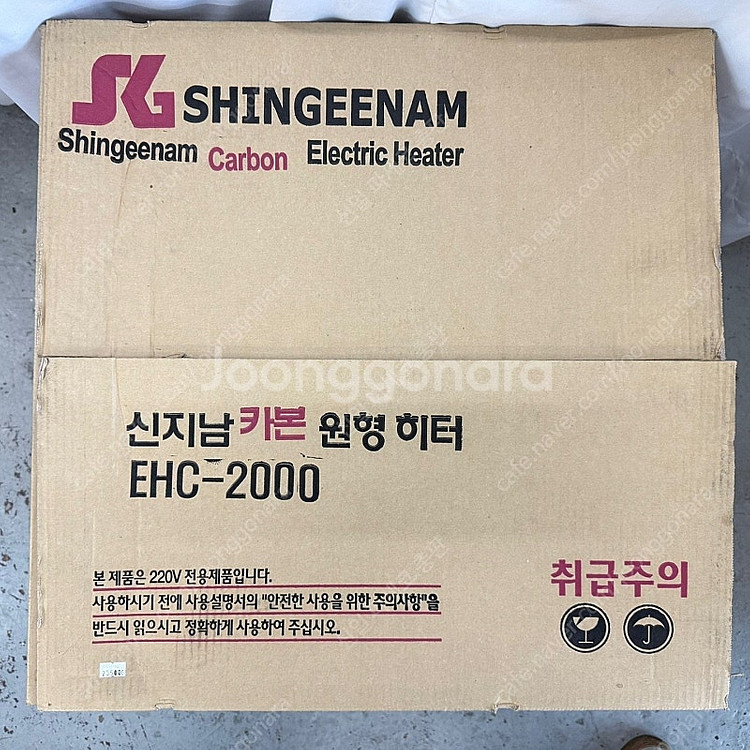 SG SHINGEENAM
Shingeenam Carbon Electric Heater
Joonggonara
신지남 카본 원형 히터
EHC-2000
본 제품은 220V 전용제품입니다.
사용하시기 전에 사용설명서의 "안전한 사용을 위한 주의사항"을
반드시 읽으시고 정확하게 사용하여 주십시오.
취급주의
cafe.naver.com/joonggonara